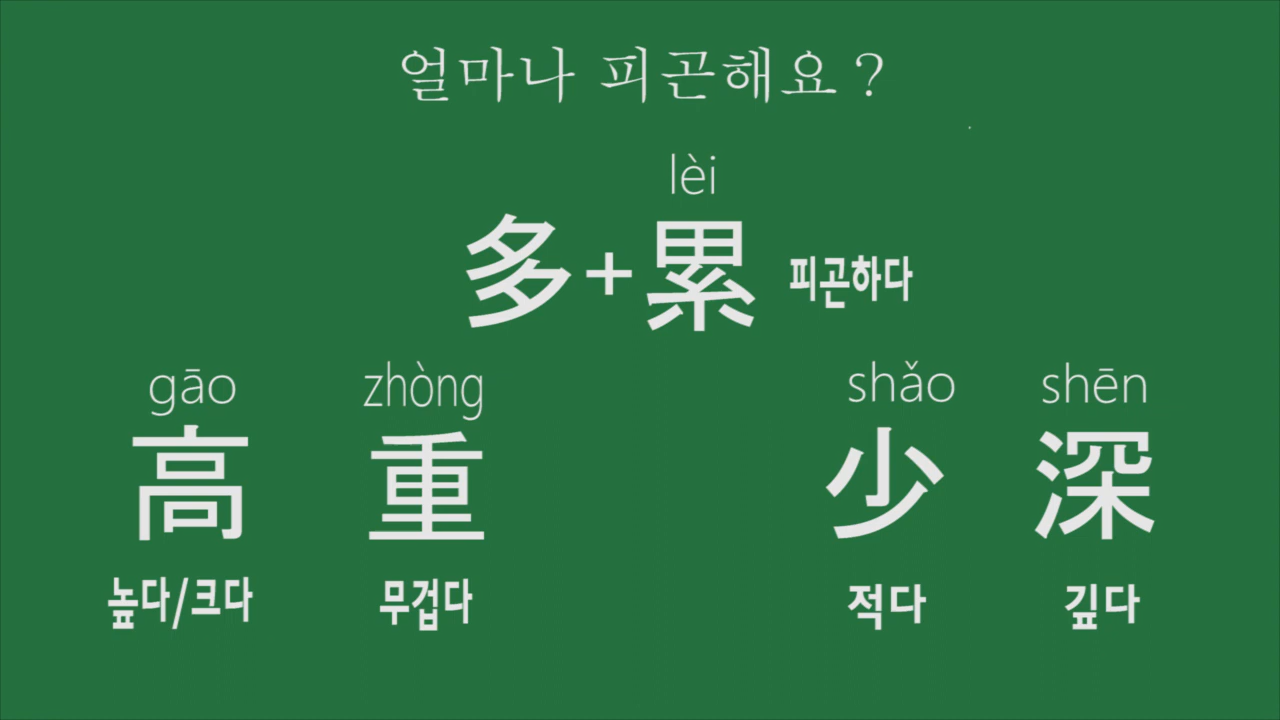 얼마나 피곤해요?
lèi
多+累 피곤하다
gāo zhòng shǎo shēn
高 重 少 深
높다/크다 무겁다 적다 깊다